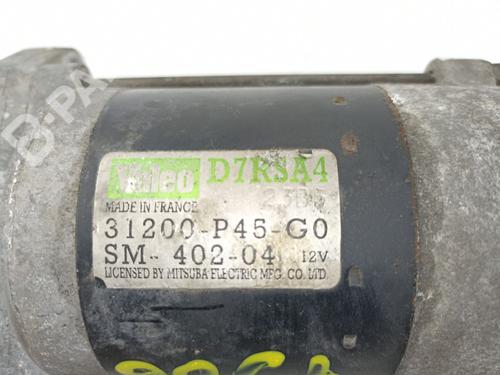 B-PA
Valeo D7RSA4
MADE IN FRANCE
31200-P45-G0
SM- 402-04 12V
LICENSED BY MITSUBA ELECTRIC MFG. CO. LTD.